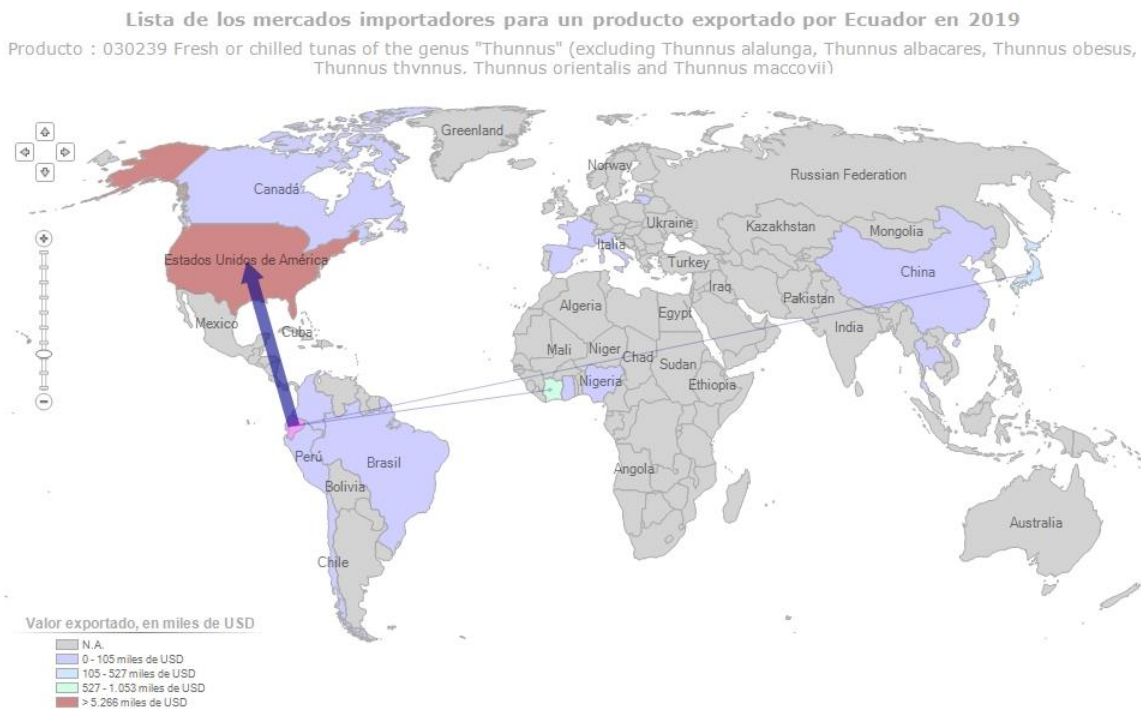 Lista de los mercados importadores para un producto exportado por Ecuador en 2019
Producto : 030239 Fresh or chilled tunas of the genus "Thunnus" (excluding Thunnus alalunga, Thunnus albacares, Thunnus obesus,
Thunnus thynnus, Thunnus orientalis and Thunnus maccoyii)
Greenland
Norway
Russian Federation
Canadá
Ukraine
Kazakhstan
Mongolia
Italia
Estados Unidos de América
Turkey
China
Iraq
Pakistan
Algeria
Egypt
India
Mexico
Cuba
Mali
Niger
Chad
Sudan
Nigeria
Ethiopia
Perú
Brasil
Angola
Bolivia
Australia
Chile
Valor exportado, en miles de USD
N.A.
0 - 105 miles de USD
105 - 527 miles de USD
527 - 1.053 miles de USD
> 5.266 miles de USD